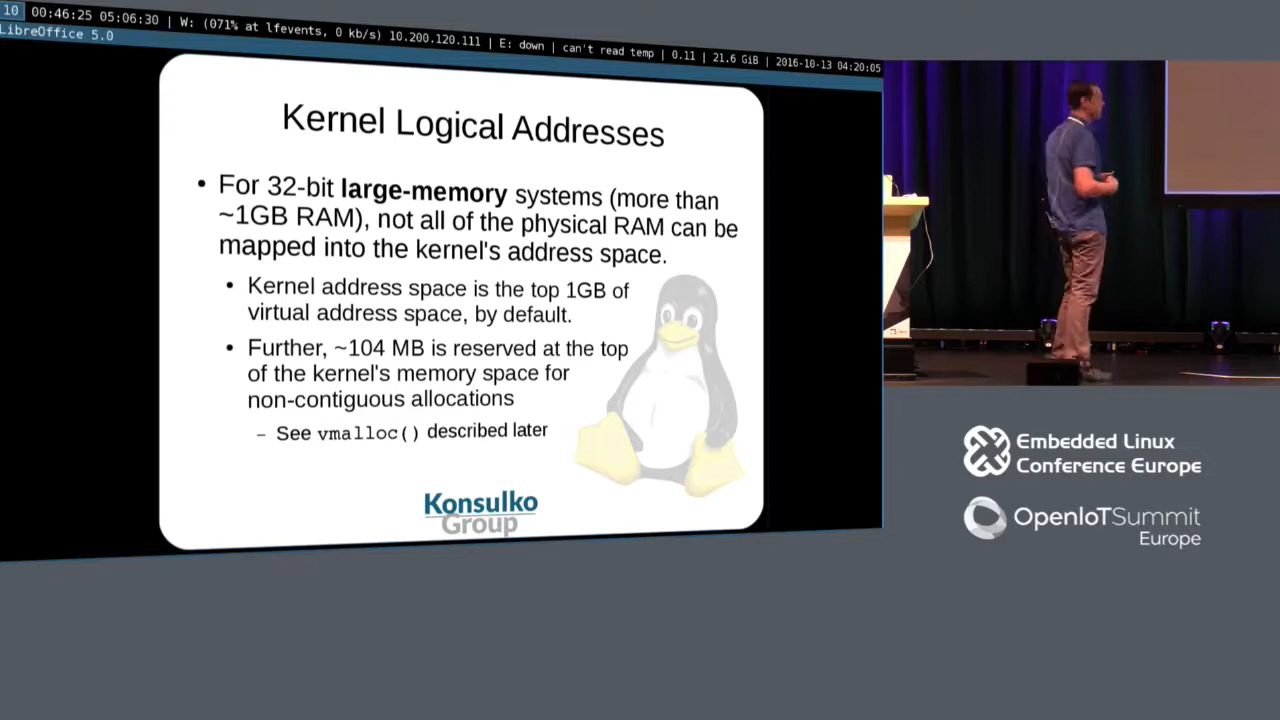 10 00:46:25 05:06:30 | W: (071% at lfevents, 0 kb/s) 10.200.120.111 | E: down | can't read temp | 0.11 | 21.6 GiB | 2016-10-13 04:20:05
LibreOffice 5.0
Kernel Logical Addresses
• For 32-bit large-memory systems (more than
~1GB RAM), not all of the physical RAM can be
mapped into the kernel's address space.
• Kernel address space is the top 1GB of
virtual address space, by default.
• Further, ~104 MB is reserved at the top
of the kernel's memory space for
non-contiguous allocations
– See vmalloc() described later
Konsulko
Group
Embedded Linux
Conference Europe
OpenIoTSummit
Europe